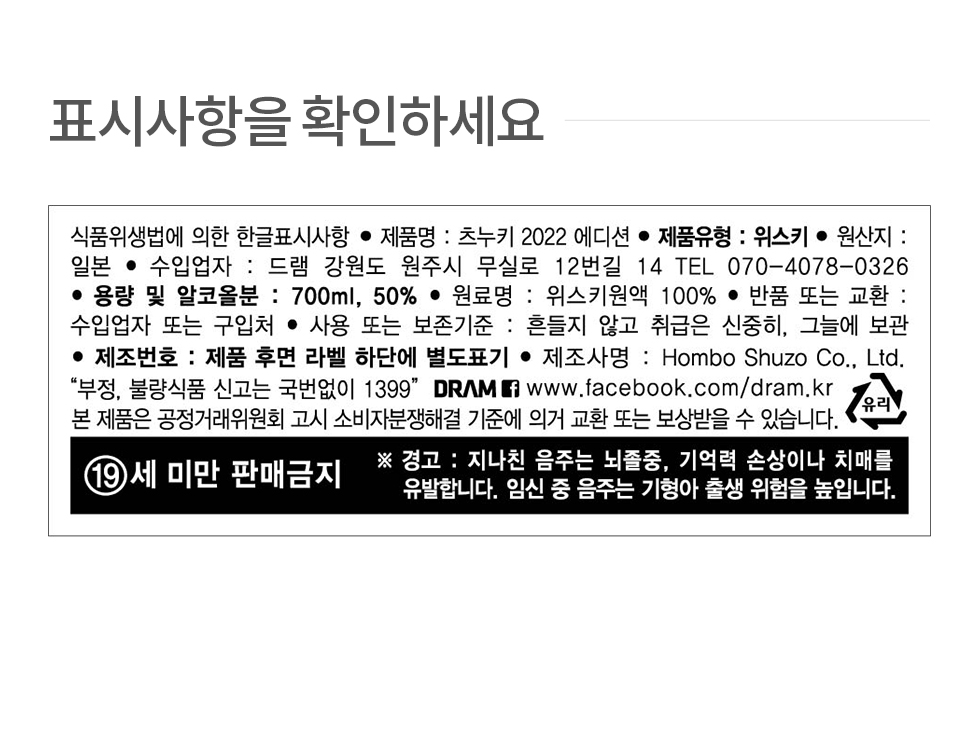 표시사항을 확인하세요
식품위생법에 의한 한글표시사항 ● 제품명 : 츠누키 2022 에디션 ● 제품유형 : 위스키 ● 원산지 :
일본 ● 수입업자 : 드램 강원도 원주시 무실로 12번길 14 TEL 070-4078-0326
● 용량 및 알코올분 : 700ml, 50% ● 원료명 : 위스키원액 100% ● 반품 또는 교환 :
수입업자 또는 구입처 ● 사용 또는 보존기준 : 흔들지 않고 취급은 신중히, 그늘에 보관
● 제조번호 : 제품 후면 라벨 하단에 별도표기 ● 제조사명 : Hombo Shuzo Co., Ltd.
“부정, 불량식품 신고는 국번없이 1399” DRAM f www.facebook.com/dram.kr
유리
본 제품은 공정거래위원회 고시 소비자분쟁해결 기준에 의거 교환 또는 보상받을 수 있습니다.
⑲세 미만 판매금지
※ 경고 : 지나친 음주는 뇌졸중, 기억력 손상이나 치매를
유발합니다. 임신 중 음주는 기형아 출생 위험을 높입니다.